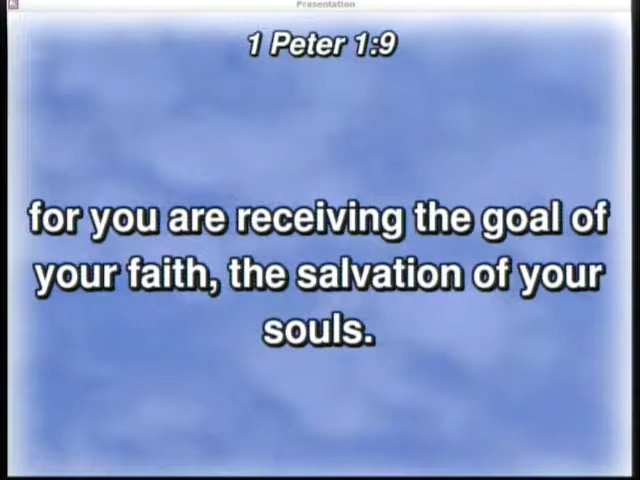 Presentation
1 Peter 1:9
for you are receiving the goal of
your faith, the salvation of your
souls.